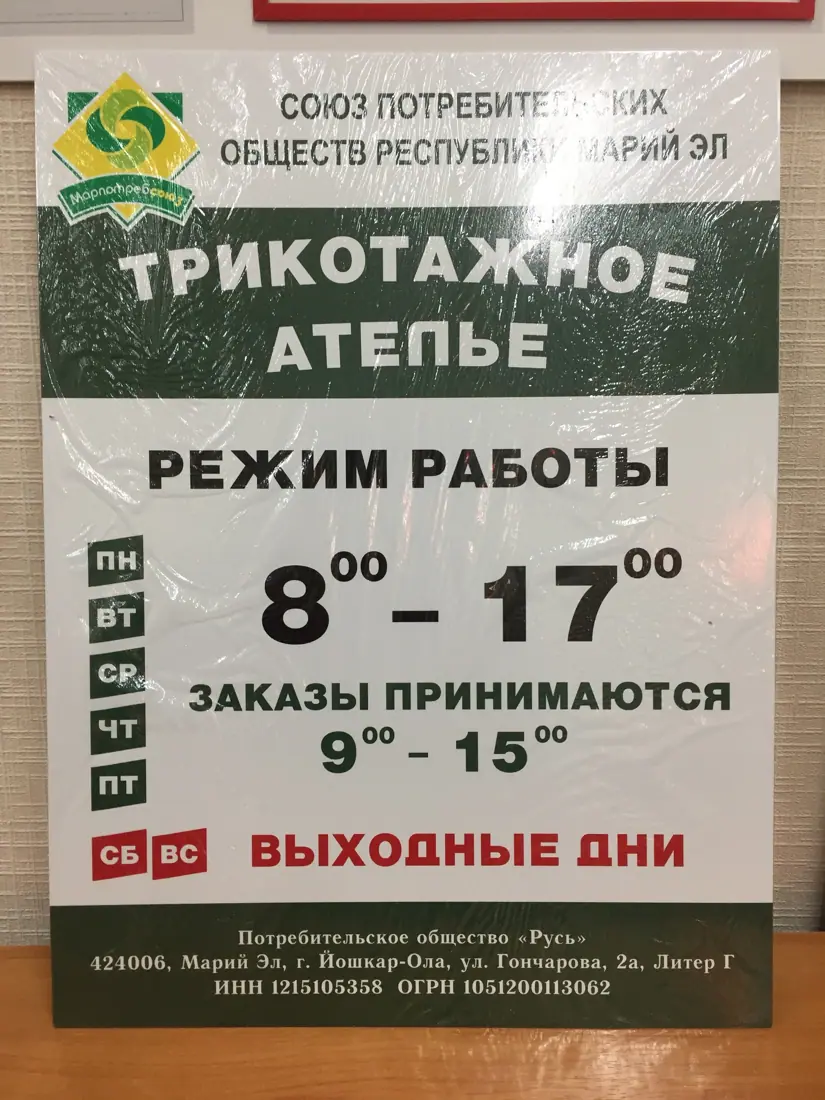 СОЮЗ ПОТРЕБИТЕЛЬСКИХ
ОБЩЕСТВ РЕСПУБЛИКИ МАРИЙ ЭЛ
Марпотребсоюз
ТРИКОТАЖНОЕ
АТЕЛЬЕ
РЕЖИМ РАБОТЫ
ПН
ВТ
СР
ЧТ
ПТ
8⁰⁰ – 17⁰⁰
ЗАКАЗЫ ПРИНИМАЮТСЯ
9⁰⁰ – 15⁰⁰
СБ ВС ВЫХОДНЫЕ ДНИ
Потребительское общество «Русь»
424006, Марий Эл, г. Йошкар-Ола, ул. Гончарова, 2а, Литер Г
ИНН 1215105358 ОГРН 1051200113062